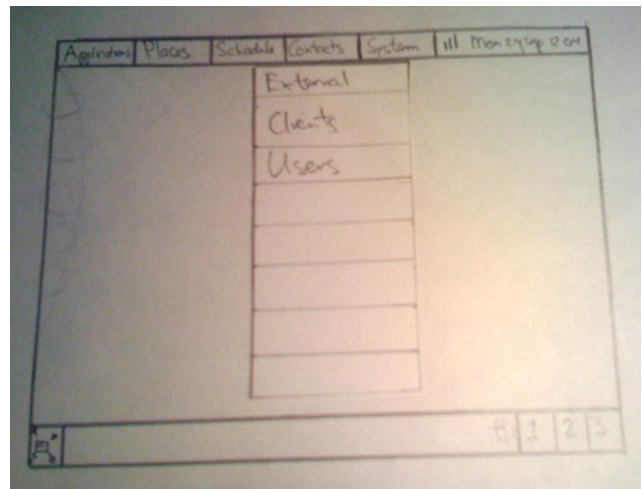 Applications Places Schedule Contacts System Mon 29 Sep 12 04
External
Clients
Users
1 2 3